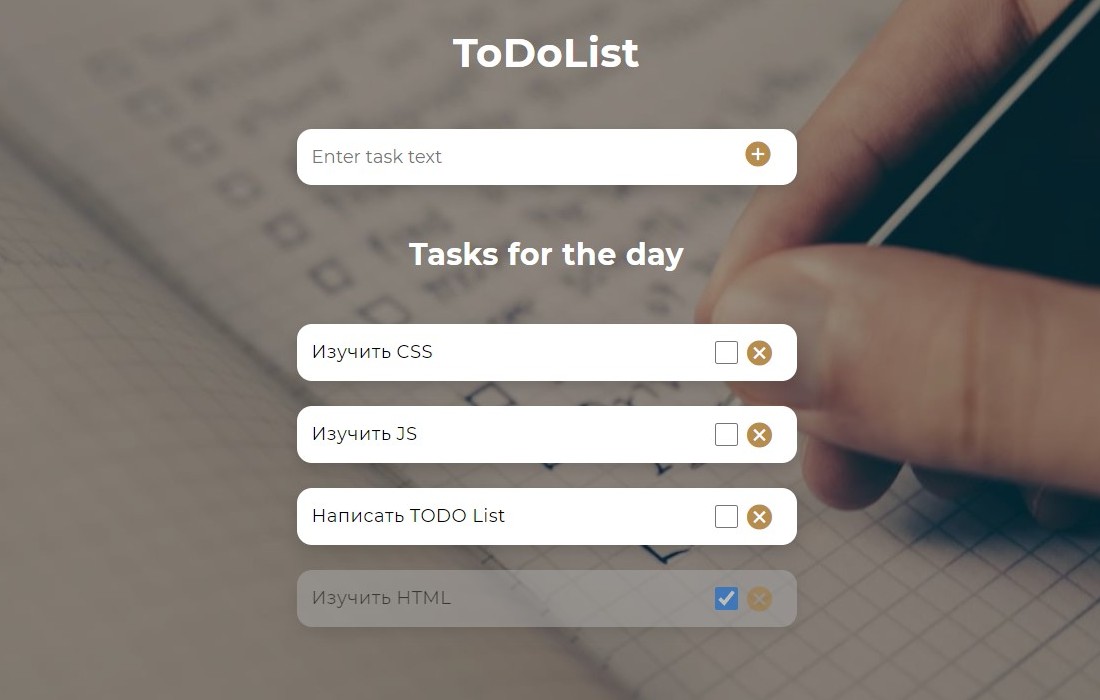 ToDoList
Enter task text
Tasks for the day
Изучить CSS
Изучить JS
Написать TODO List
Изучить HTML